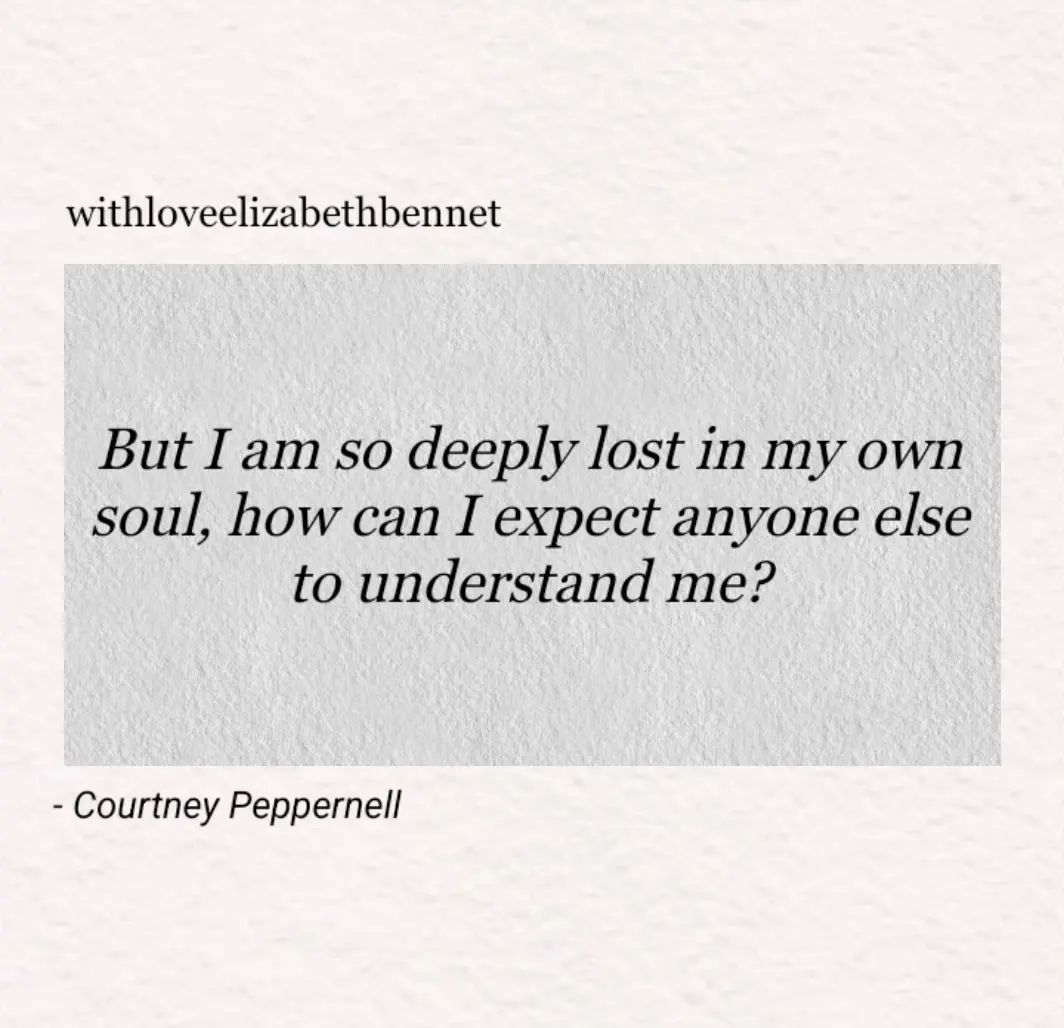 withloveelizabethbennet
But I am so deeply lost in my own
soul, how can I expect anyone else
to understand me?
- Courtney Peppernell